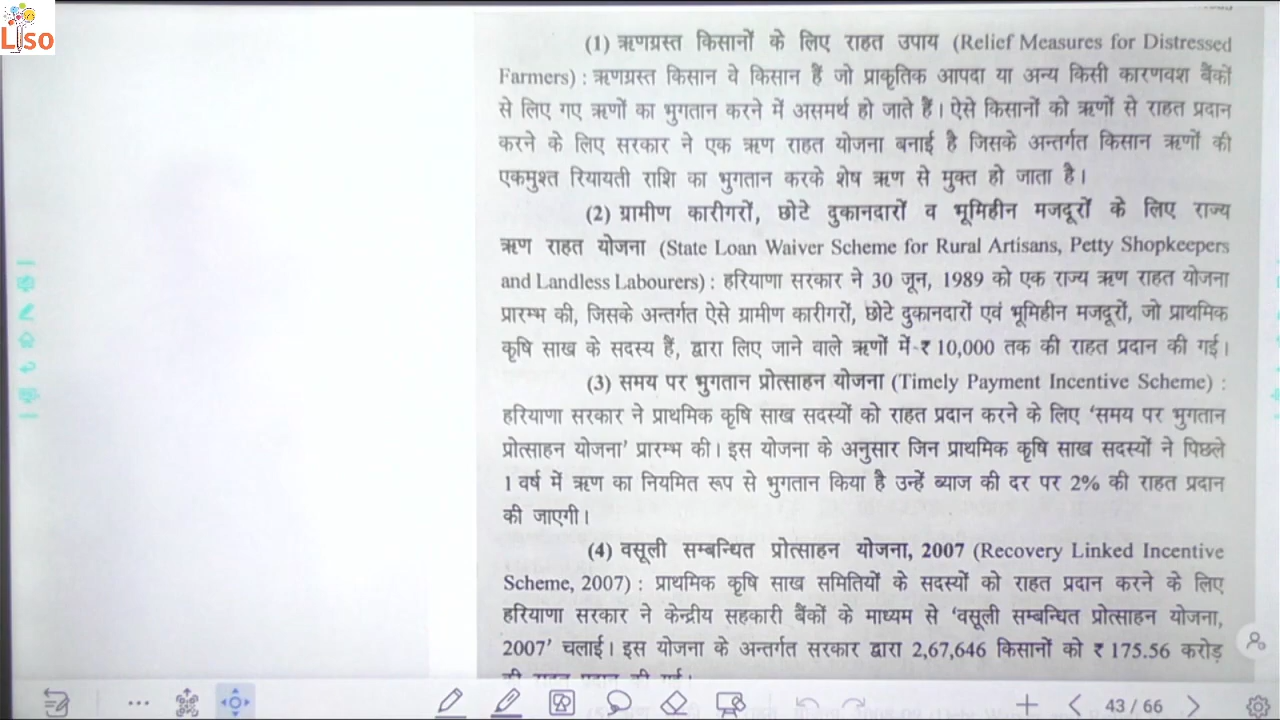 Liso
(1) ऋणग्रस्त किसानों के लिए राहत उपाय (Relief Measures for Distressed
Farmers) : ऋणग्रस्त किसान वे किसान हैं जो प्राकृतिक आपदा या अन्य किसी कारणवश बैंकों
से लिए गए ऋणों का भुगतान करने में असमर्थ हो जाते हैं। ऐसे किसानों को ऋणों से राहत प्रदान
करने के लिए सरकार ने एक ऋण राहत योजना बनाई है जिसके अन्तर्गत किसान ऋणों की
एकमुश्त रियायती राशि का भुगतान करके शेष ऋण से मुक्त हो जाता है।
(2) ग्रामीण कारीगरों, छोटे दुकानदारों व भूमिहीन मजदूरों के लिए राज्य
ऋण राहत योजना (State Loan Waiver Scheme for Rural Artisans, Petty Shopkeepers
and Landless Labourers) : हरियाणा सरकार ने 30 जून, 1989 को एक राज्य ऋण राहत योजना
प्रारम्भ की, जिसके अन्तर्गत ऐसे ग्रामीण कारीगरों, छोटे दुकानदारों एवं भूमिहीन मजदूरों, जो प्राथमिक
कृषि साख के सदस्य हैं, द्वारा लिए जाने वाले ऋणों में ₹ 10,000 तक की राहत प्रदान की गई।
(3) समय पर भुगतान प्रोत्साहन योजना (Timely Payment Incentive Scheme) :
हरियाणा सरकार ने प्राथमिक कृषि साख सदस्यों को राहत प्रदान करने के लिए ‘समय पर भुगतान
प्रोत्साहन योजना’ प्रारम्भ की। इस योजना के अनुसार जिन प्राथमिक कृषि साख सदस्यों ने पिछले
1 वर्ष में ऋण का नियमित रूप से भुगतान किया है उन्हें ब्याज की दर पर 2% की राहत प्रदान
की जाएगी।
(4) वसूली सम्बन्धित प्रोत्साहन योजना, 2007 (Recovery Linked Incentive
Scheme, 2007) : प्राथमिक कृषि साख समितियों के सदस्यों को राहत प्रदान करने के लिए
हरियाणा सरकार ने केन्द्रीय सहकारी बैंकों के माध्यम से ‘वसूली सम्बन्धित प्रोत्साहन योजना,
2007’ चलाई। इस योजना के अन्तर्गत सरकार द्वारा 2,67,646 किसानों को ₹ 175.56 करोड़
43 / 66